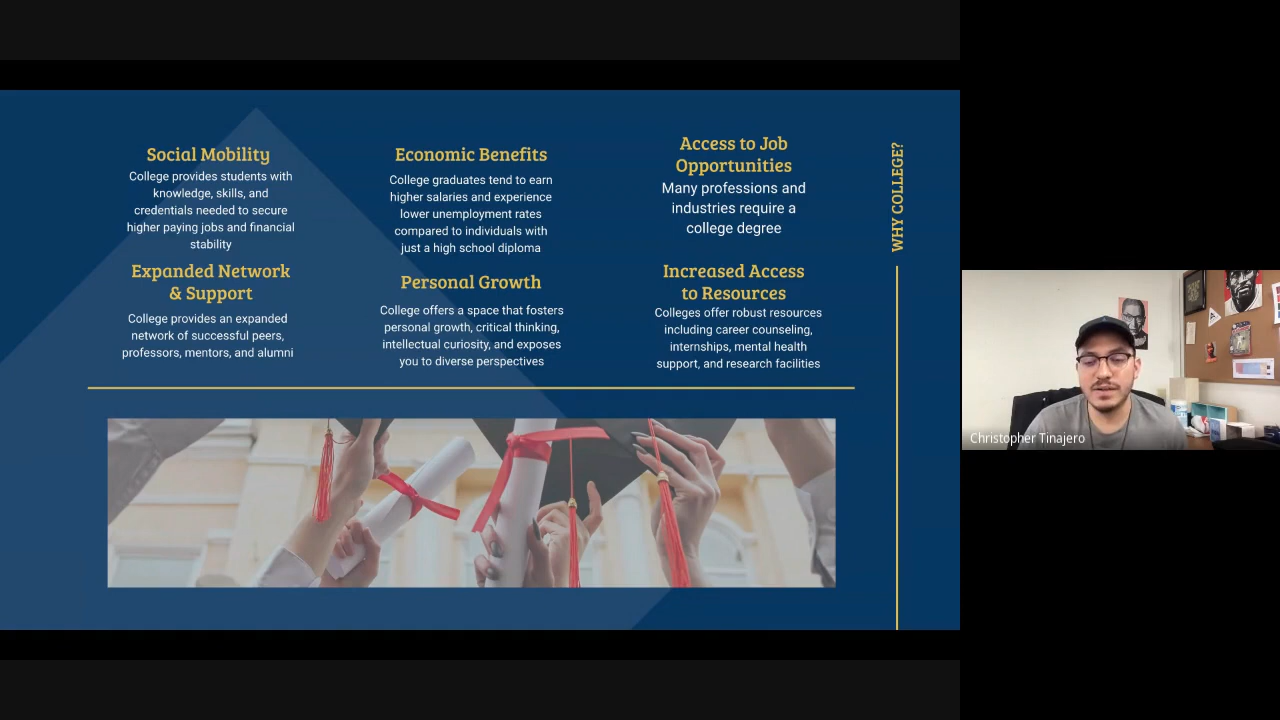 Social Mobility
College provides students with
knowledge, skills, and
credentials needed to secure
higher paying jobs and financial
stability
Economic Benefits
College graduates tend to earn
higher salaries and experience
lower unemployment rates
compared to individuals with
just a high school diploma
Access to Job
Opportunities
Many professions and
industries require a
college degree
Expanded Network
& Support
College provides an expanded
network of successful peers,
professors, mentors, and alumni
Personal Growth
College offers a space that fosters
personal growth, critical thinking,
intellectual curiosity, and exposes
you to diverse perspectives
Increased Access
to Resources
Colleges offer robust resources
including career counseling,
internships, mental health
support, and research facilities
WHY COLLEGE?
Christopher Tinajero